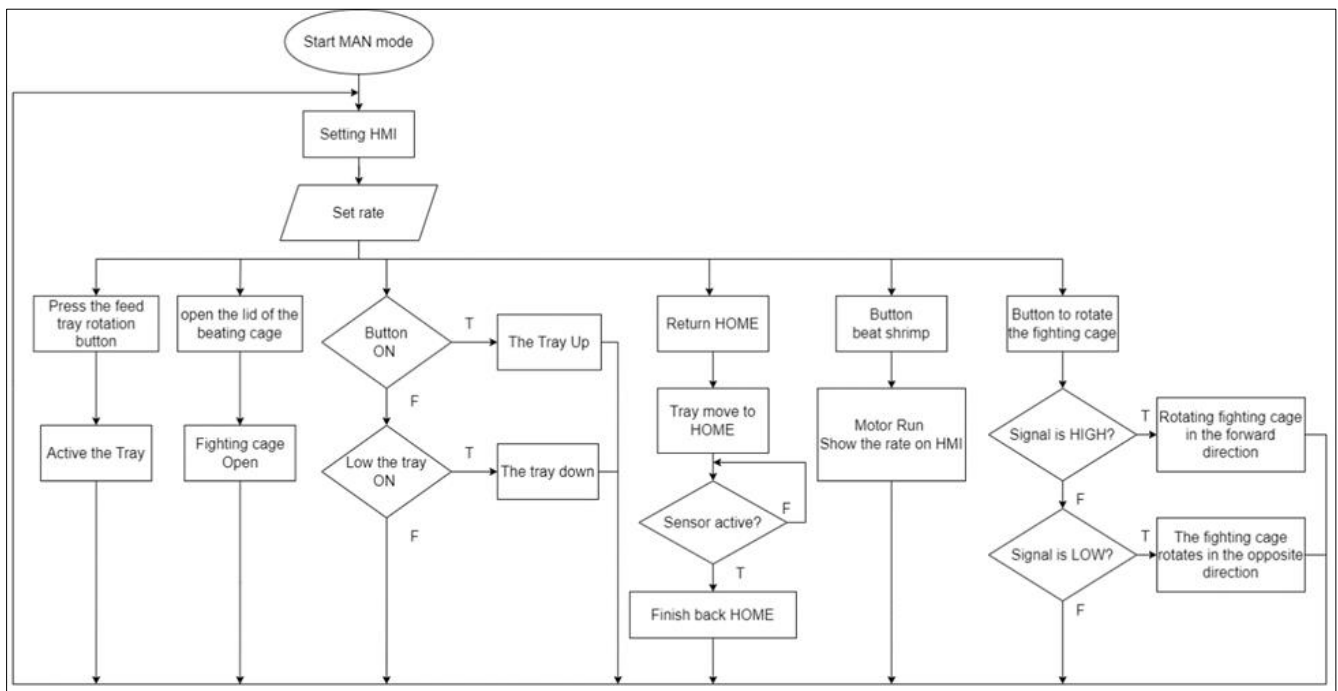 Start MAN mode
Setting HMI
Set rate
Press the feed
tray rotation
button
Active the Tray
open the lid of the
beating cage
Fighting cage
Open
Button
ON
T
The Tray Up
F
Low the tray
ON
T
The tray down
F
Return HOME
Tray move to
HOME
Sensor active?
F
T
Finish back HOME
Button
beat shrimp
Motor Run
Show the rate on HMI
Button to rotate
the fighting cage
Signal is HIGH?
T
Rotating fighting cage
in the forward
direction
F
Signal is LOW?
T
The fighting cage
rotates in the opposite
direction
F